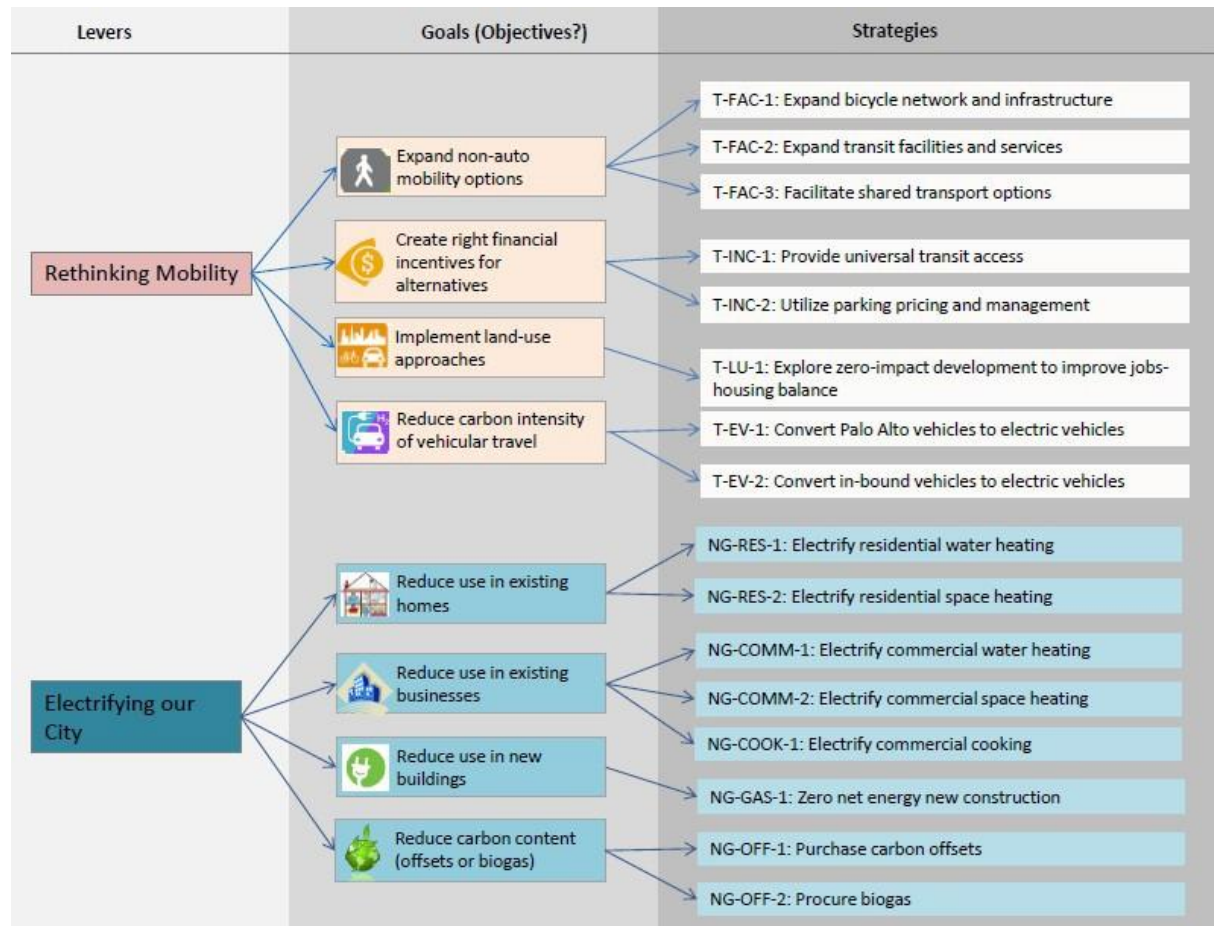 Levers
Goals (Objectives?)
Strategies
Rethinking Mobility
Expand non-auto
mobility options
Create right financial
incentives for
alternatives
Implement land-use
approaches
Reduce carbon intensity
of vehicular travel
T-FAC-1: Expand bicycle network and infrastructure
T-FAC-2: Expand transit facilities and services
T-FAC-3: Facilitate shared transport options
T-INC-1: Provide universal transit access
T-INC-2: Utilize parking pricing and management
T-LU-1: Explore zero-impact development to improve jobs-
housing balance
T-EV-1: Convert Palo Alto vehicles to electric vehicles
T-EV-2: Convert in-bound vehicles to electric vehicles
Electrifying our
City
Reduce use in existing
homes
Reduce use in existing
businesses
Reduce use in new
buildings
Reduce carbon content
(offsets or biogas)
NG-RES-1: Electrify residential water heating
NG-RES-2: Electrify residential space heating
NG-COMM-1: Electrify commercial water heating
NG-COMM-2: Electrify commercial space heating
NG-COOK-1: Electrify commercial cooking
NG-GAS-1: Zero net energy new construction
NG-OFF-1: Purchase carbon offsets
NG-OFF-2: Procure biogas